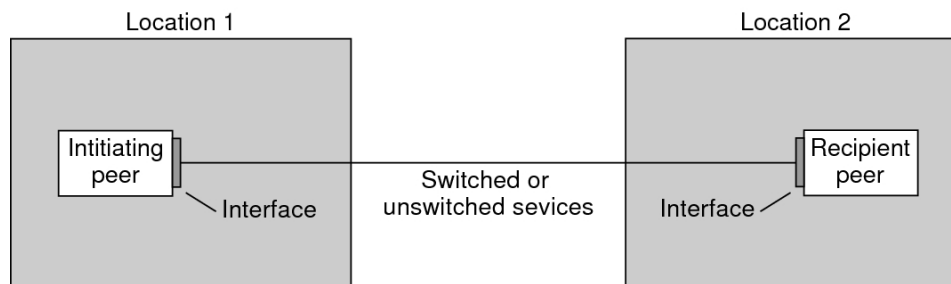 Location 1
Location 2
Intitiating
peer
Recipient
peer
Switched or
unswitched sevices
Interface
Interface